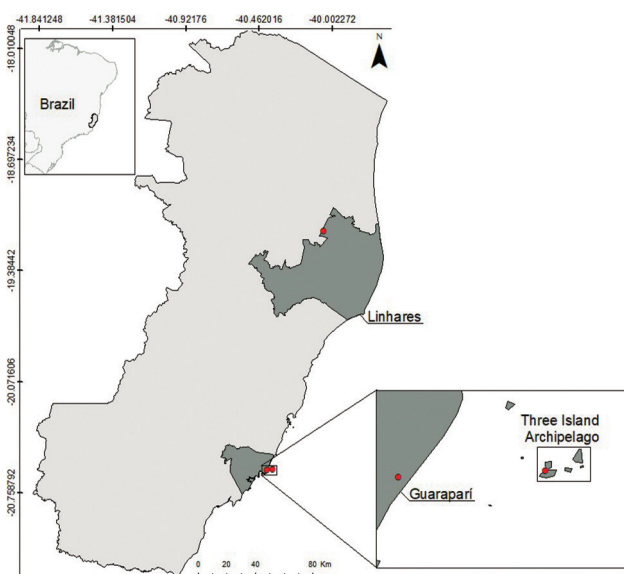 -41.841248 -41.381504 -40.92176 -40.462016 -40.002272
-18.010048
N
Brazil
-18.697234
-19.38442
Linhares
-20.071606
Three Island
Archipelago
Guaraparí
-20.758792
0 20 40 80 Km